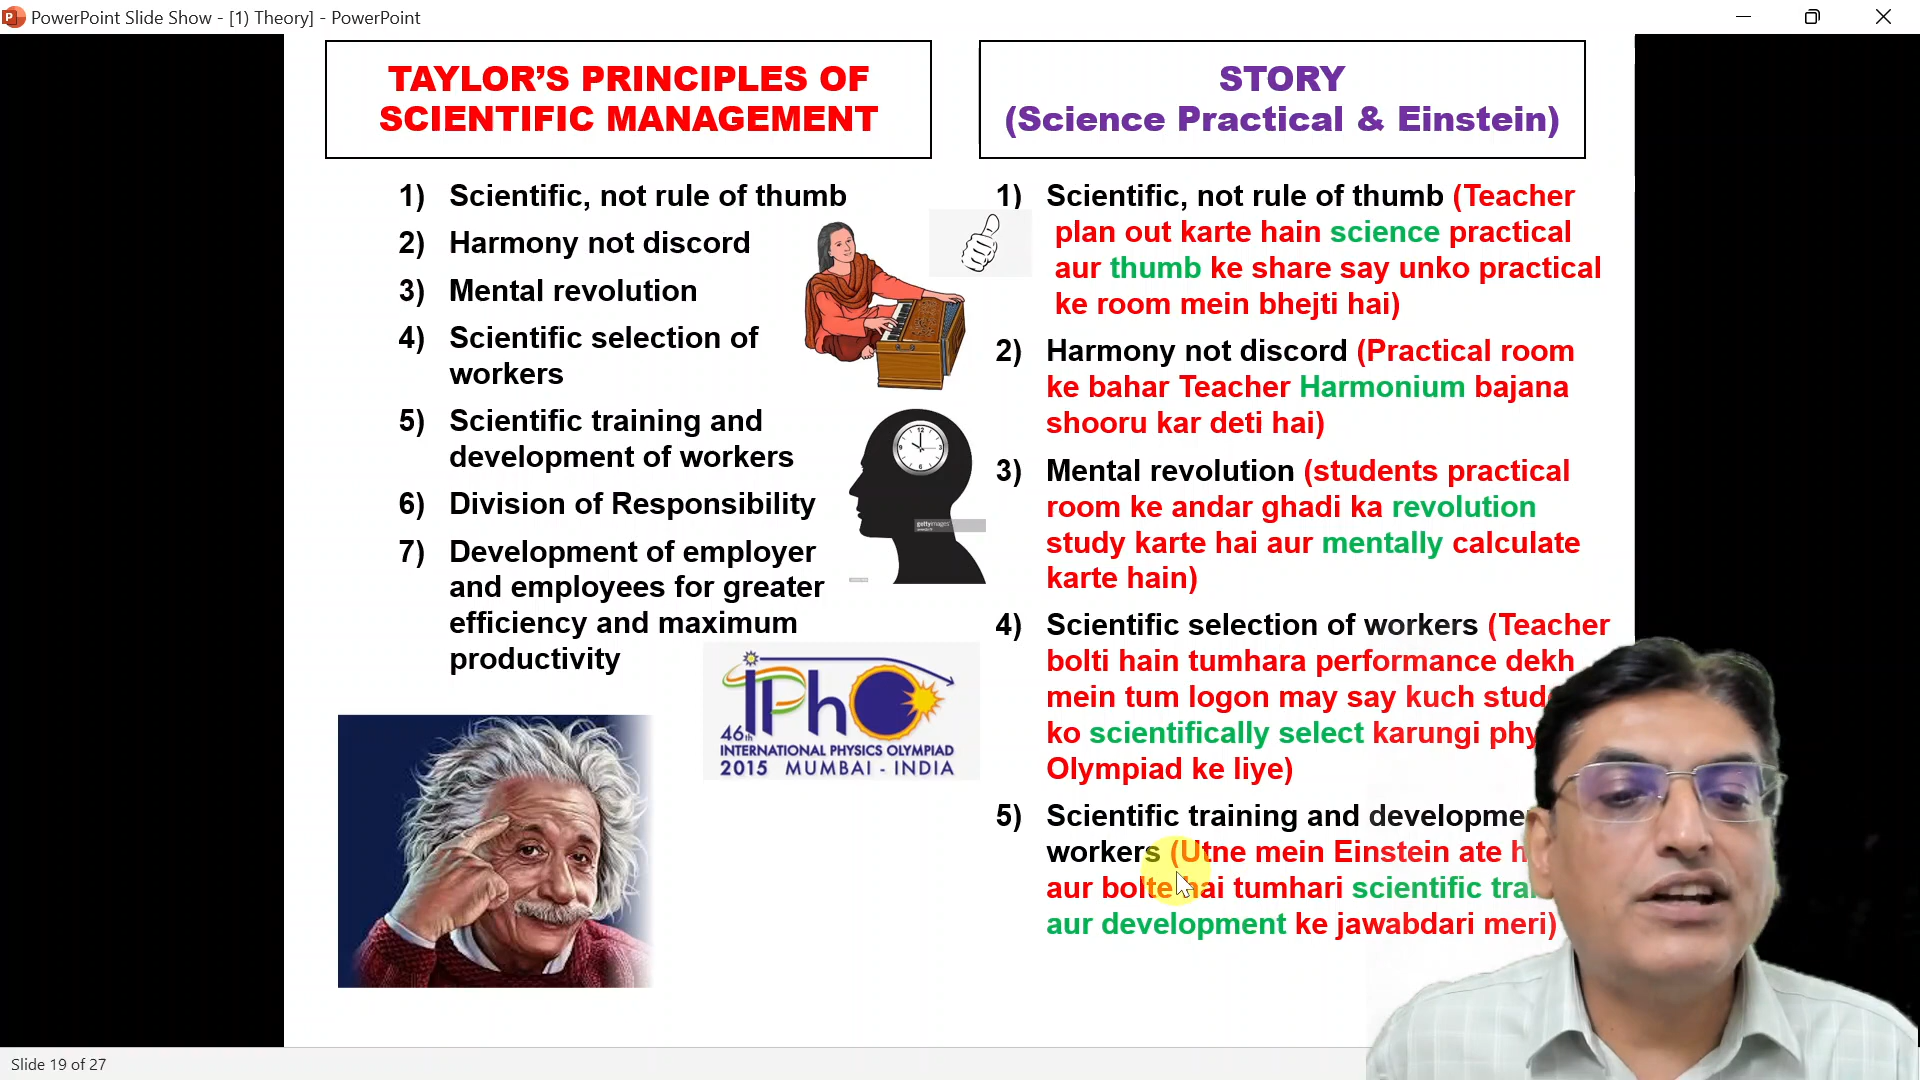 PowerPoint Slide Show - [1) Theory] - PowerPoint
TAYLOR'S PRINCIPLES OF
SCIENTIFIC MANAGEMENT
1) Scientific, not rule of thumb
2) Harmony not discord
3) Mental revolution
4) Scientific selection of
workers
5) Scientific training and
development of workers
6) Division of Responsibility
7) Development of employer
and employees for greater
efficiency and maximum
productivity
12
9
3
6
gettyimages
iPhO
46th
INTERNATIONAL PHYSICS OLYMPIAD
2015 MUMBAI - INDIA
STORY
(Science Practical & Einstein)
1) Scientific, not rule of thumb (Teacher
plan out karte hain science practical
aur thumb ke share say unko practical
ke room mein bhejti hai)
2) Harmony not discord (Practical room
ke bahar Teacher Harmonium bajana
shooru kar deti hai)
3) Mental revolution (students practical
room ke andar ghadi ka revolution
study karte hai aur mentally calculate
karte hain)
4) Scientific selection of workers (Teacher
bolti hain tumhara performance dekh
mein tum logon may say kuch
ko scientifically select karungi
Olympiad ke liye)
5) Scientific training and
workers (Utne mein Einstein ate
aur bolte hai tumhari scientific
aur development ke jawabdari meri)
Slide 19 of 27